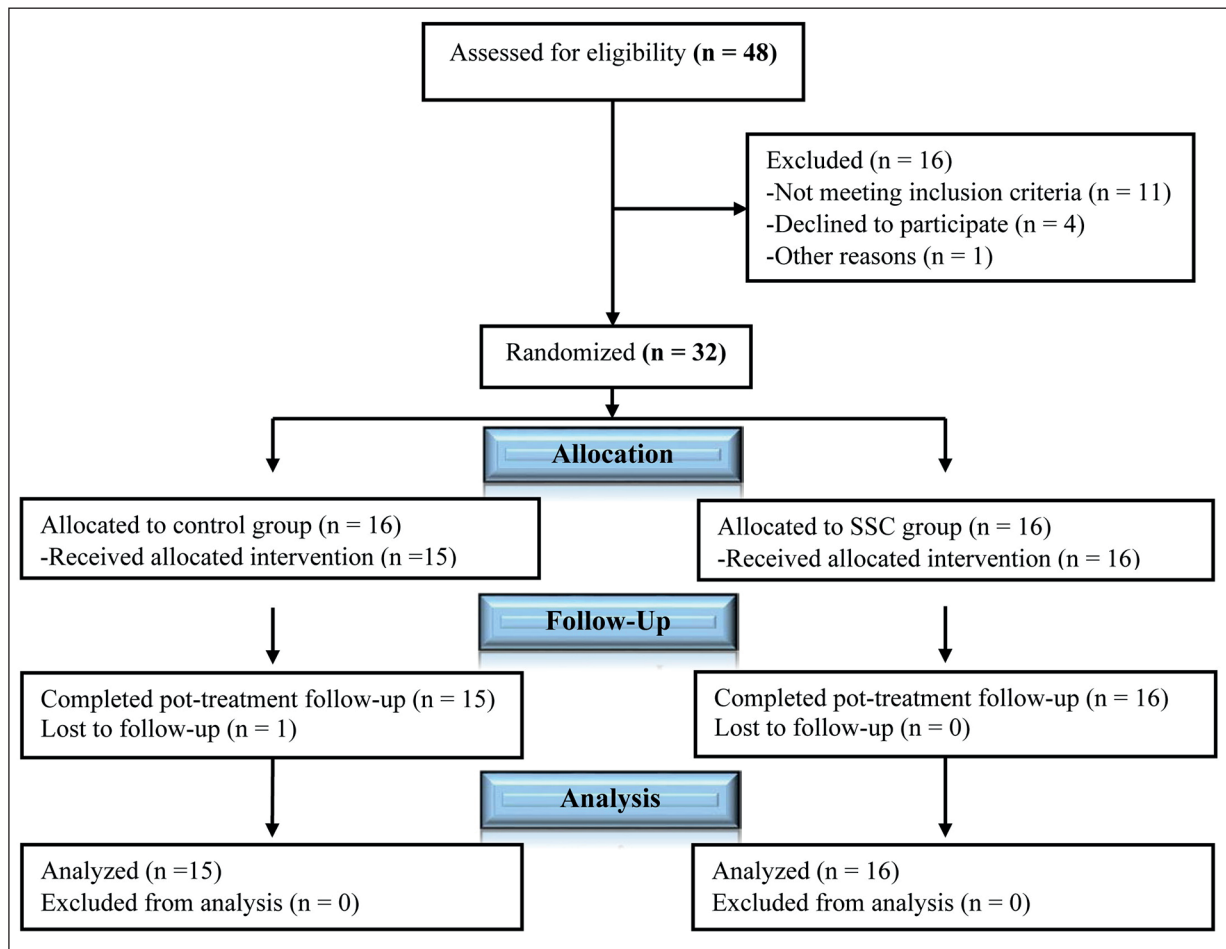 Assessed for eligibility (n = 48)
Excluded (n = 16)
-Not meeting inclusion criteria (n = 11)
-Declined to participate (n = 4)
-Other reasons (n = 1)
Randomized (n = 32)
Allocation
Allocated to control group (n = 16)
-Received allocated intervention (n =15)
Allocated to SSC group (n = 16)
-Received allocated intervention (n = 16)
Follow-Up
Completed pot-treatment follow-up (n = 15)
Lost to follow-up (n = 1)
Completed pot-treatment follow-up (n = 16)
Lost to follow-up (n = 0)
Analysis
Analyzed (n =15)
Excluded from analysis (n = 0)
Analyzed (n = 16)
Excluded from analysis (n = 0)